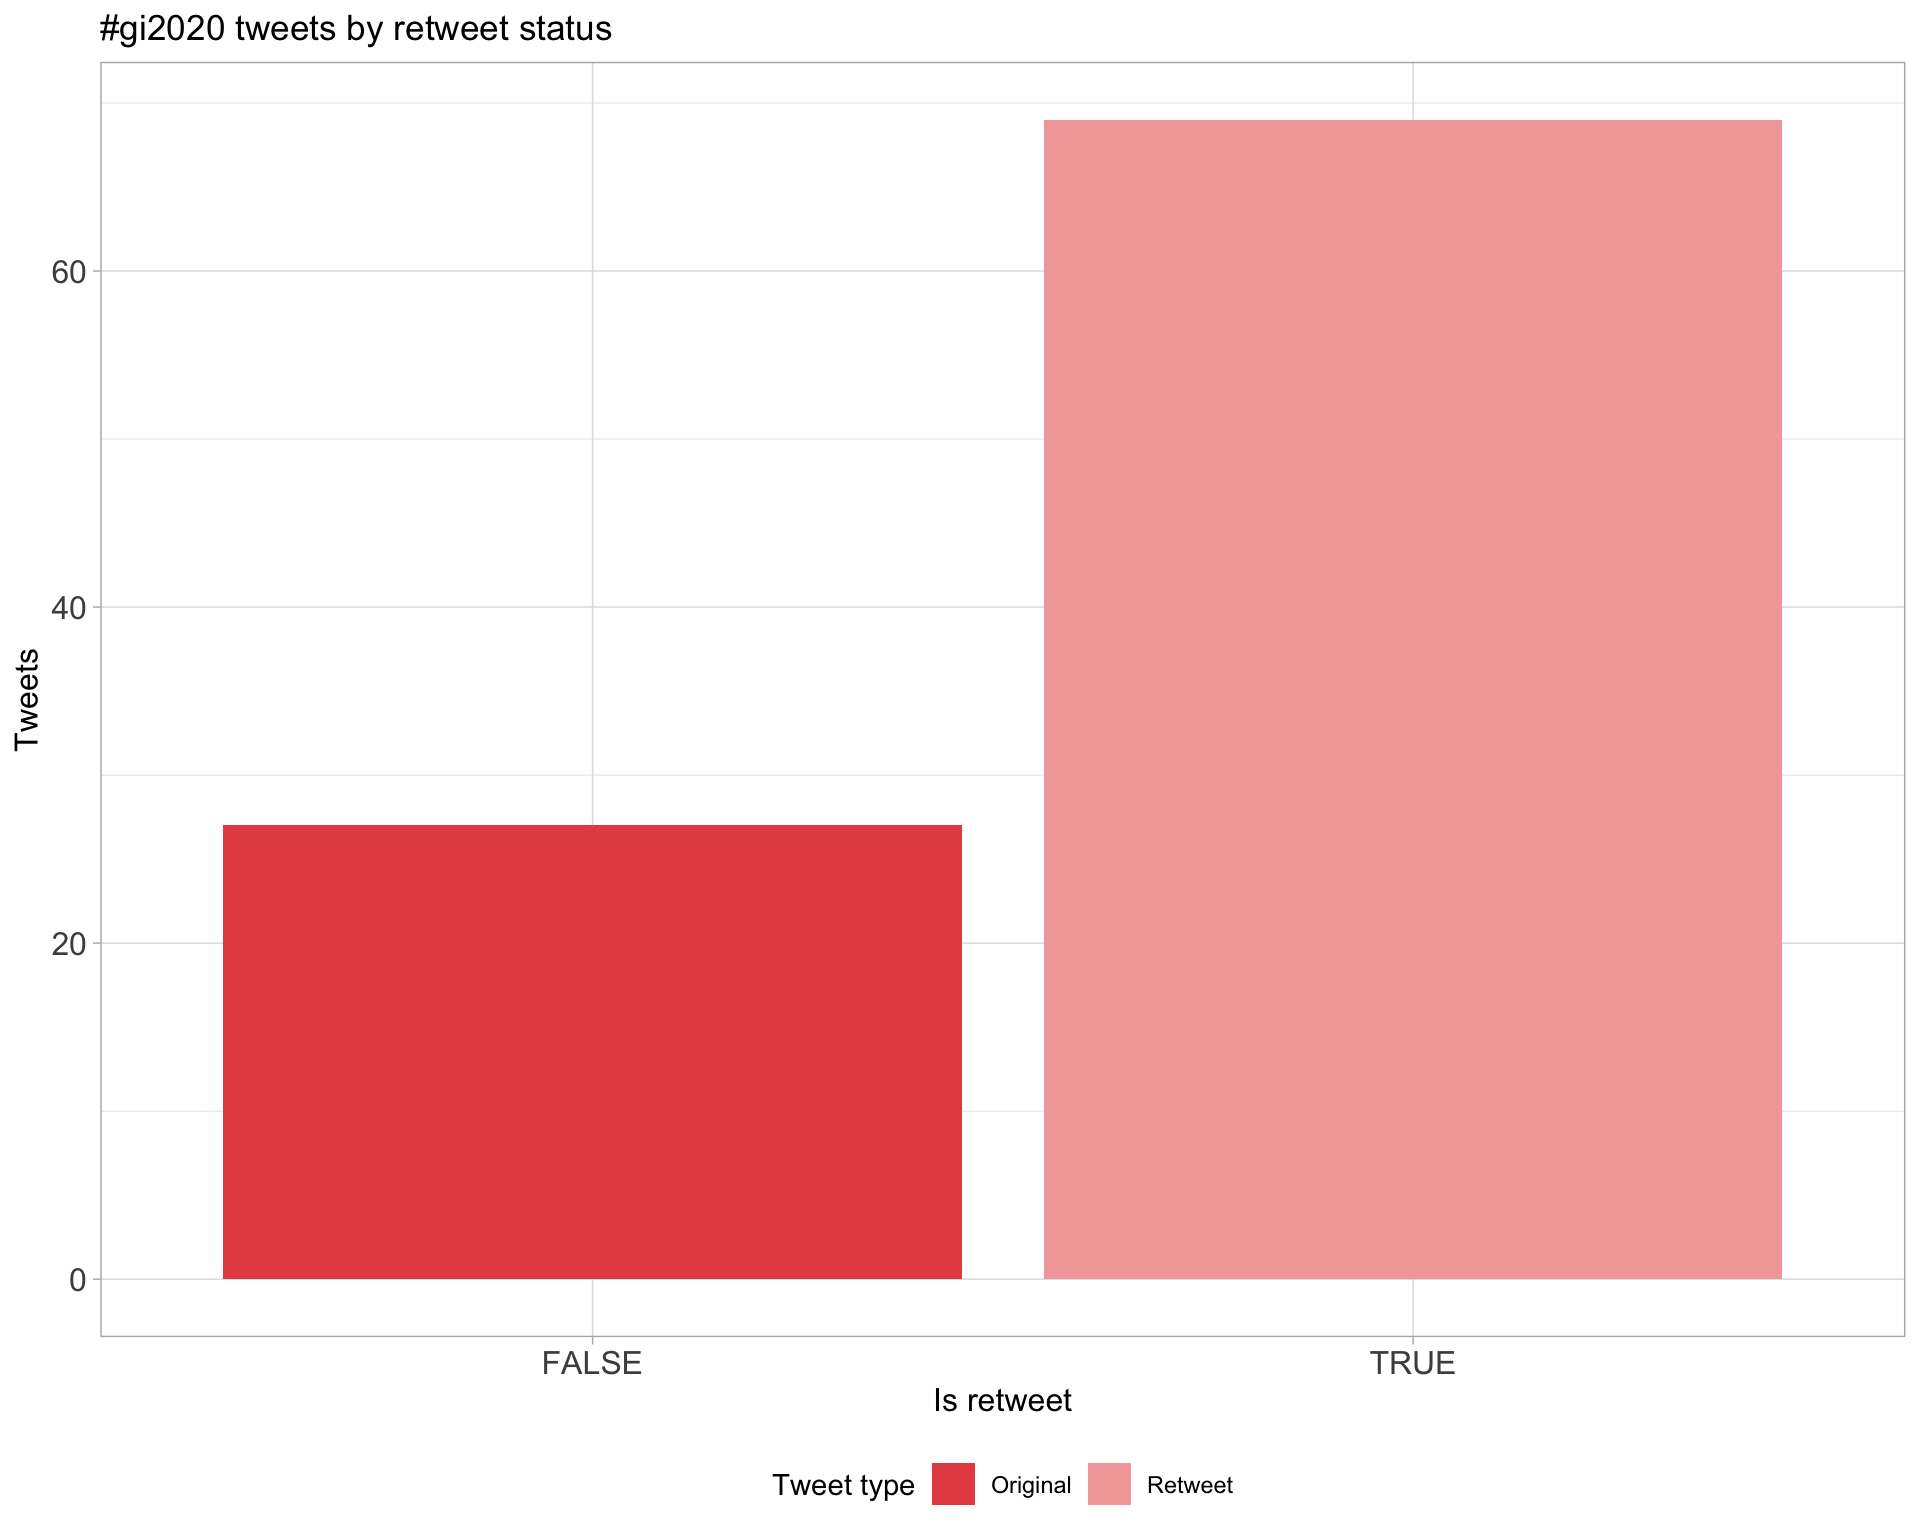 #gi2020 tweets by retweet status
60
40
20
0
Tweets
FALSE TRUE
Is retweet
Tweet type Original Retweet